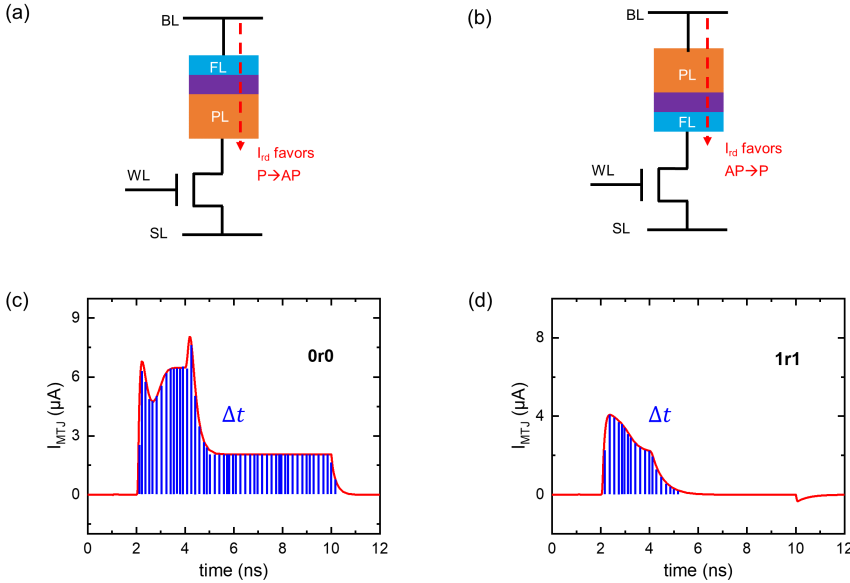 (a)
BL
FL
PL
I_rd favors
P→AP
WL
SL
(b)
BL
PL
FL
I_rd favors
AP→P
WL
SL
(c)
9
6
3
0
I_MTJ (µA)
0r0
Δt
0 2 4 6 8 10 12
time (ns)
(d)
8
4
0
I_MTJ (µA)
1r1
Δt
0 2 4 6 8 10 12
time (ns)